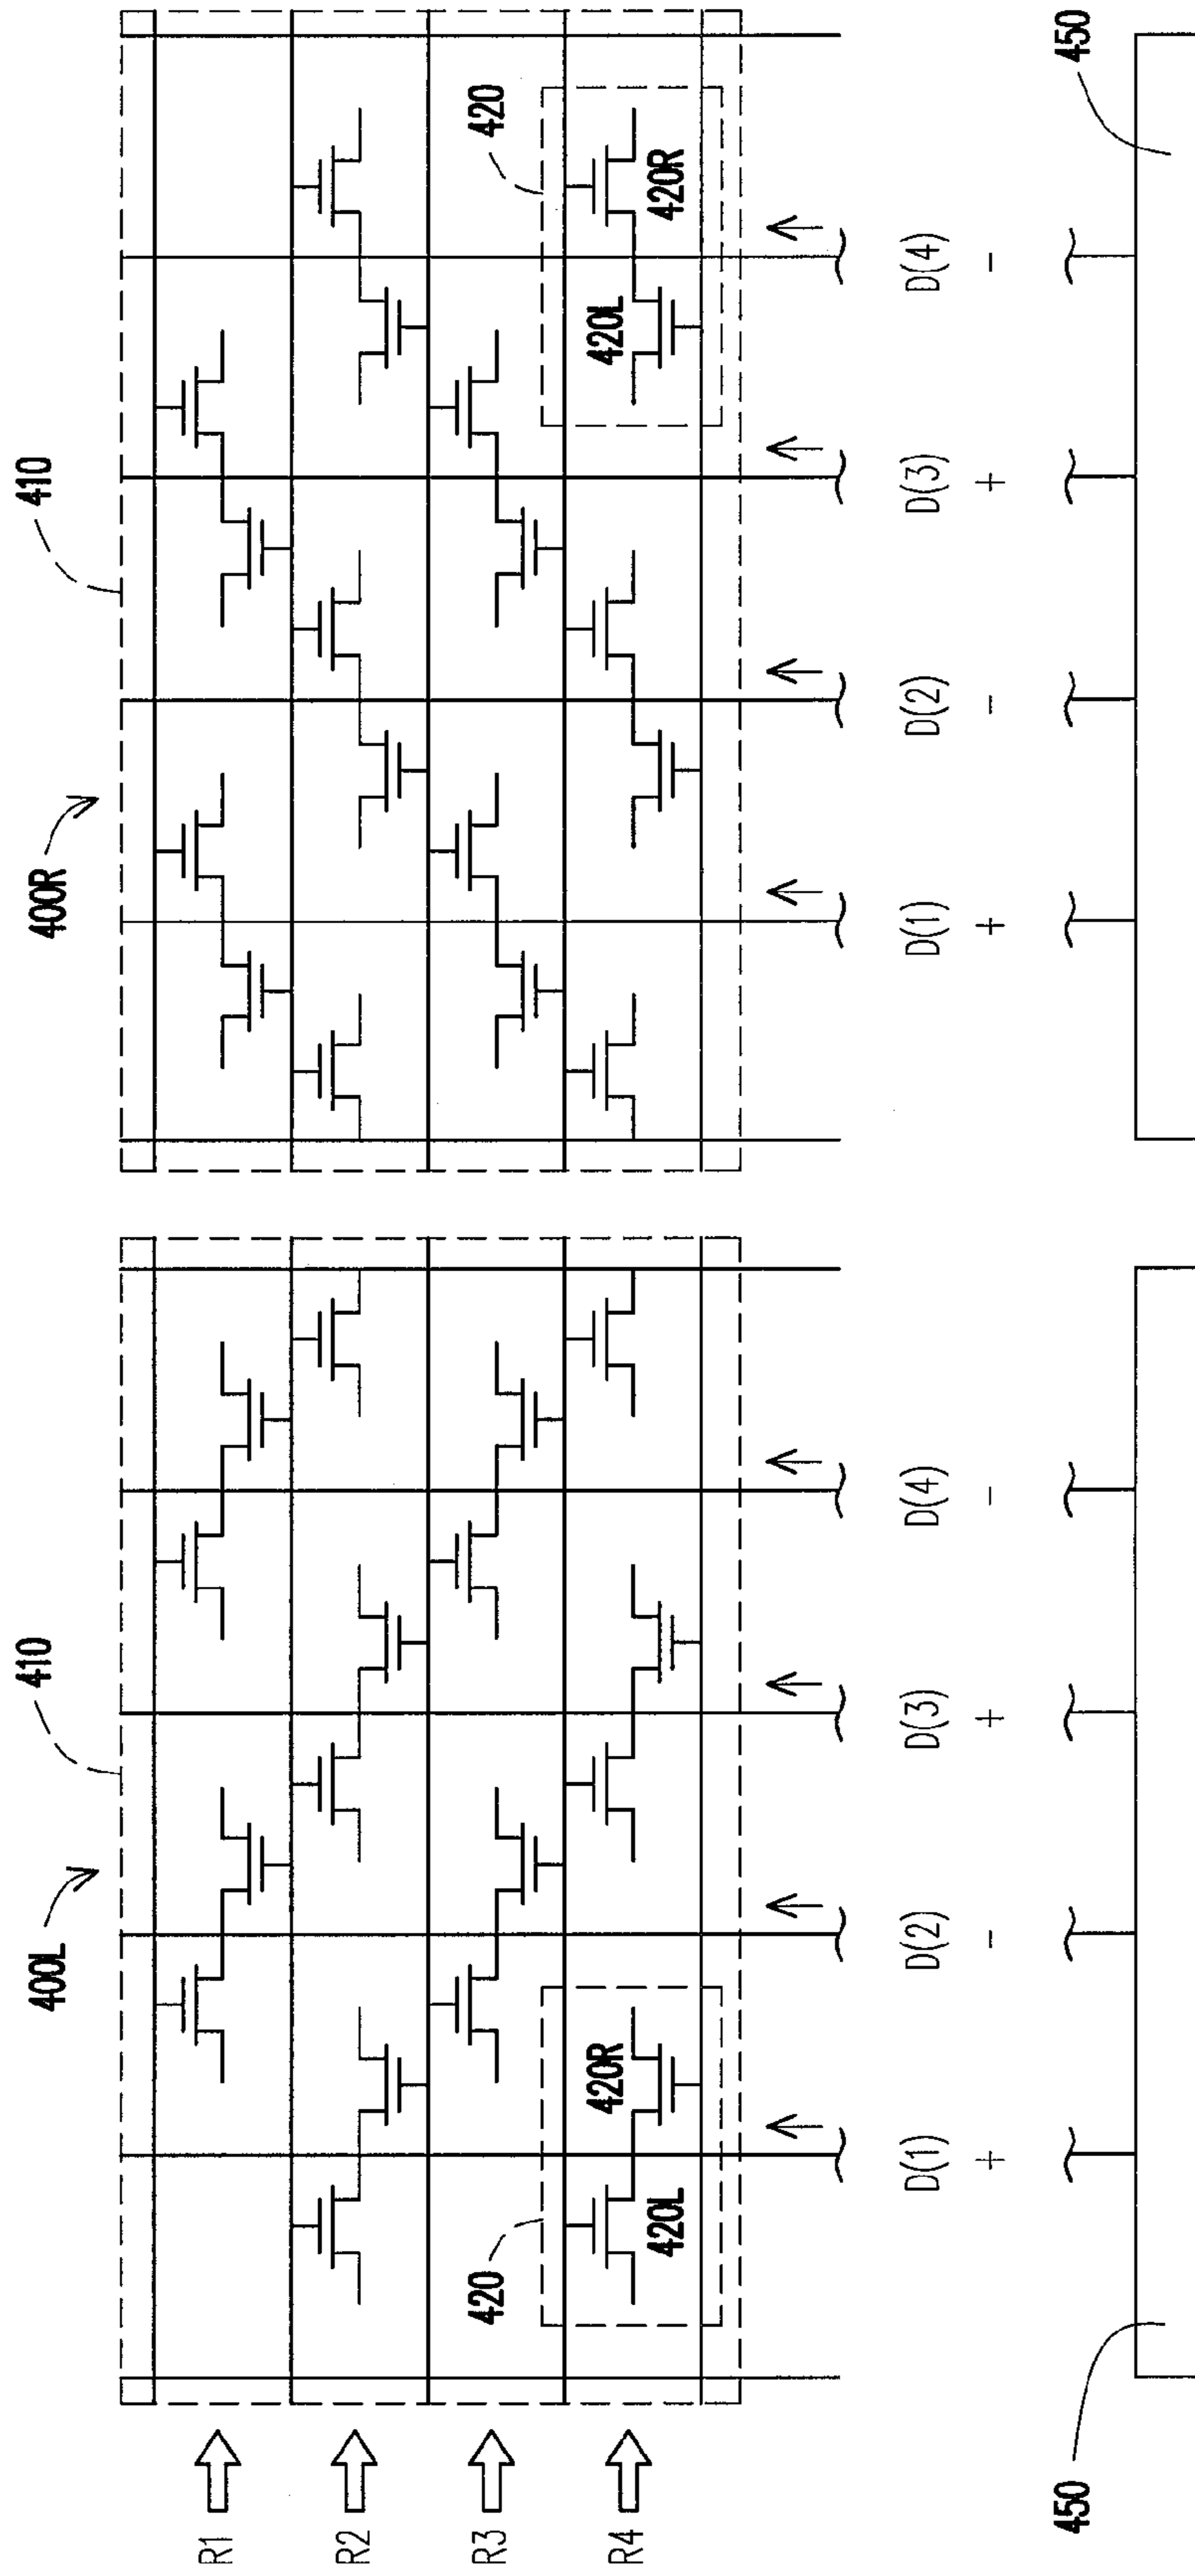 400L
410
400R
410
R1
R2
R3
420
420
R4
420L
420R
420L
420R
D(1) D(2) D(3) D(4) D(1) D(2) D(3) D(4)
+ - + - + - + -
450
450